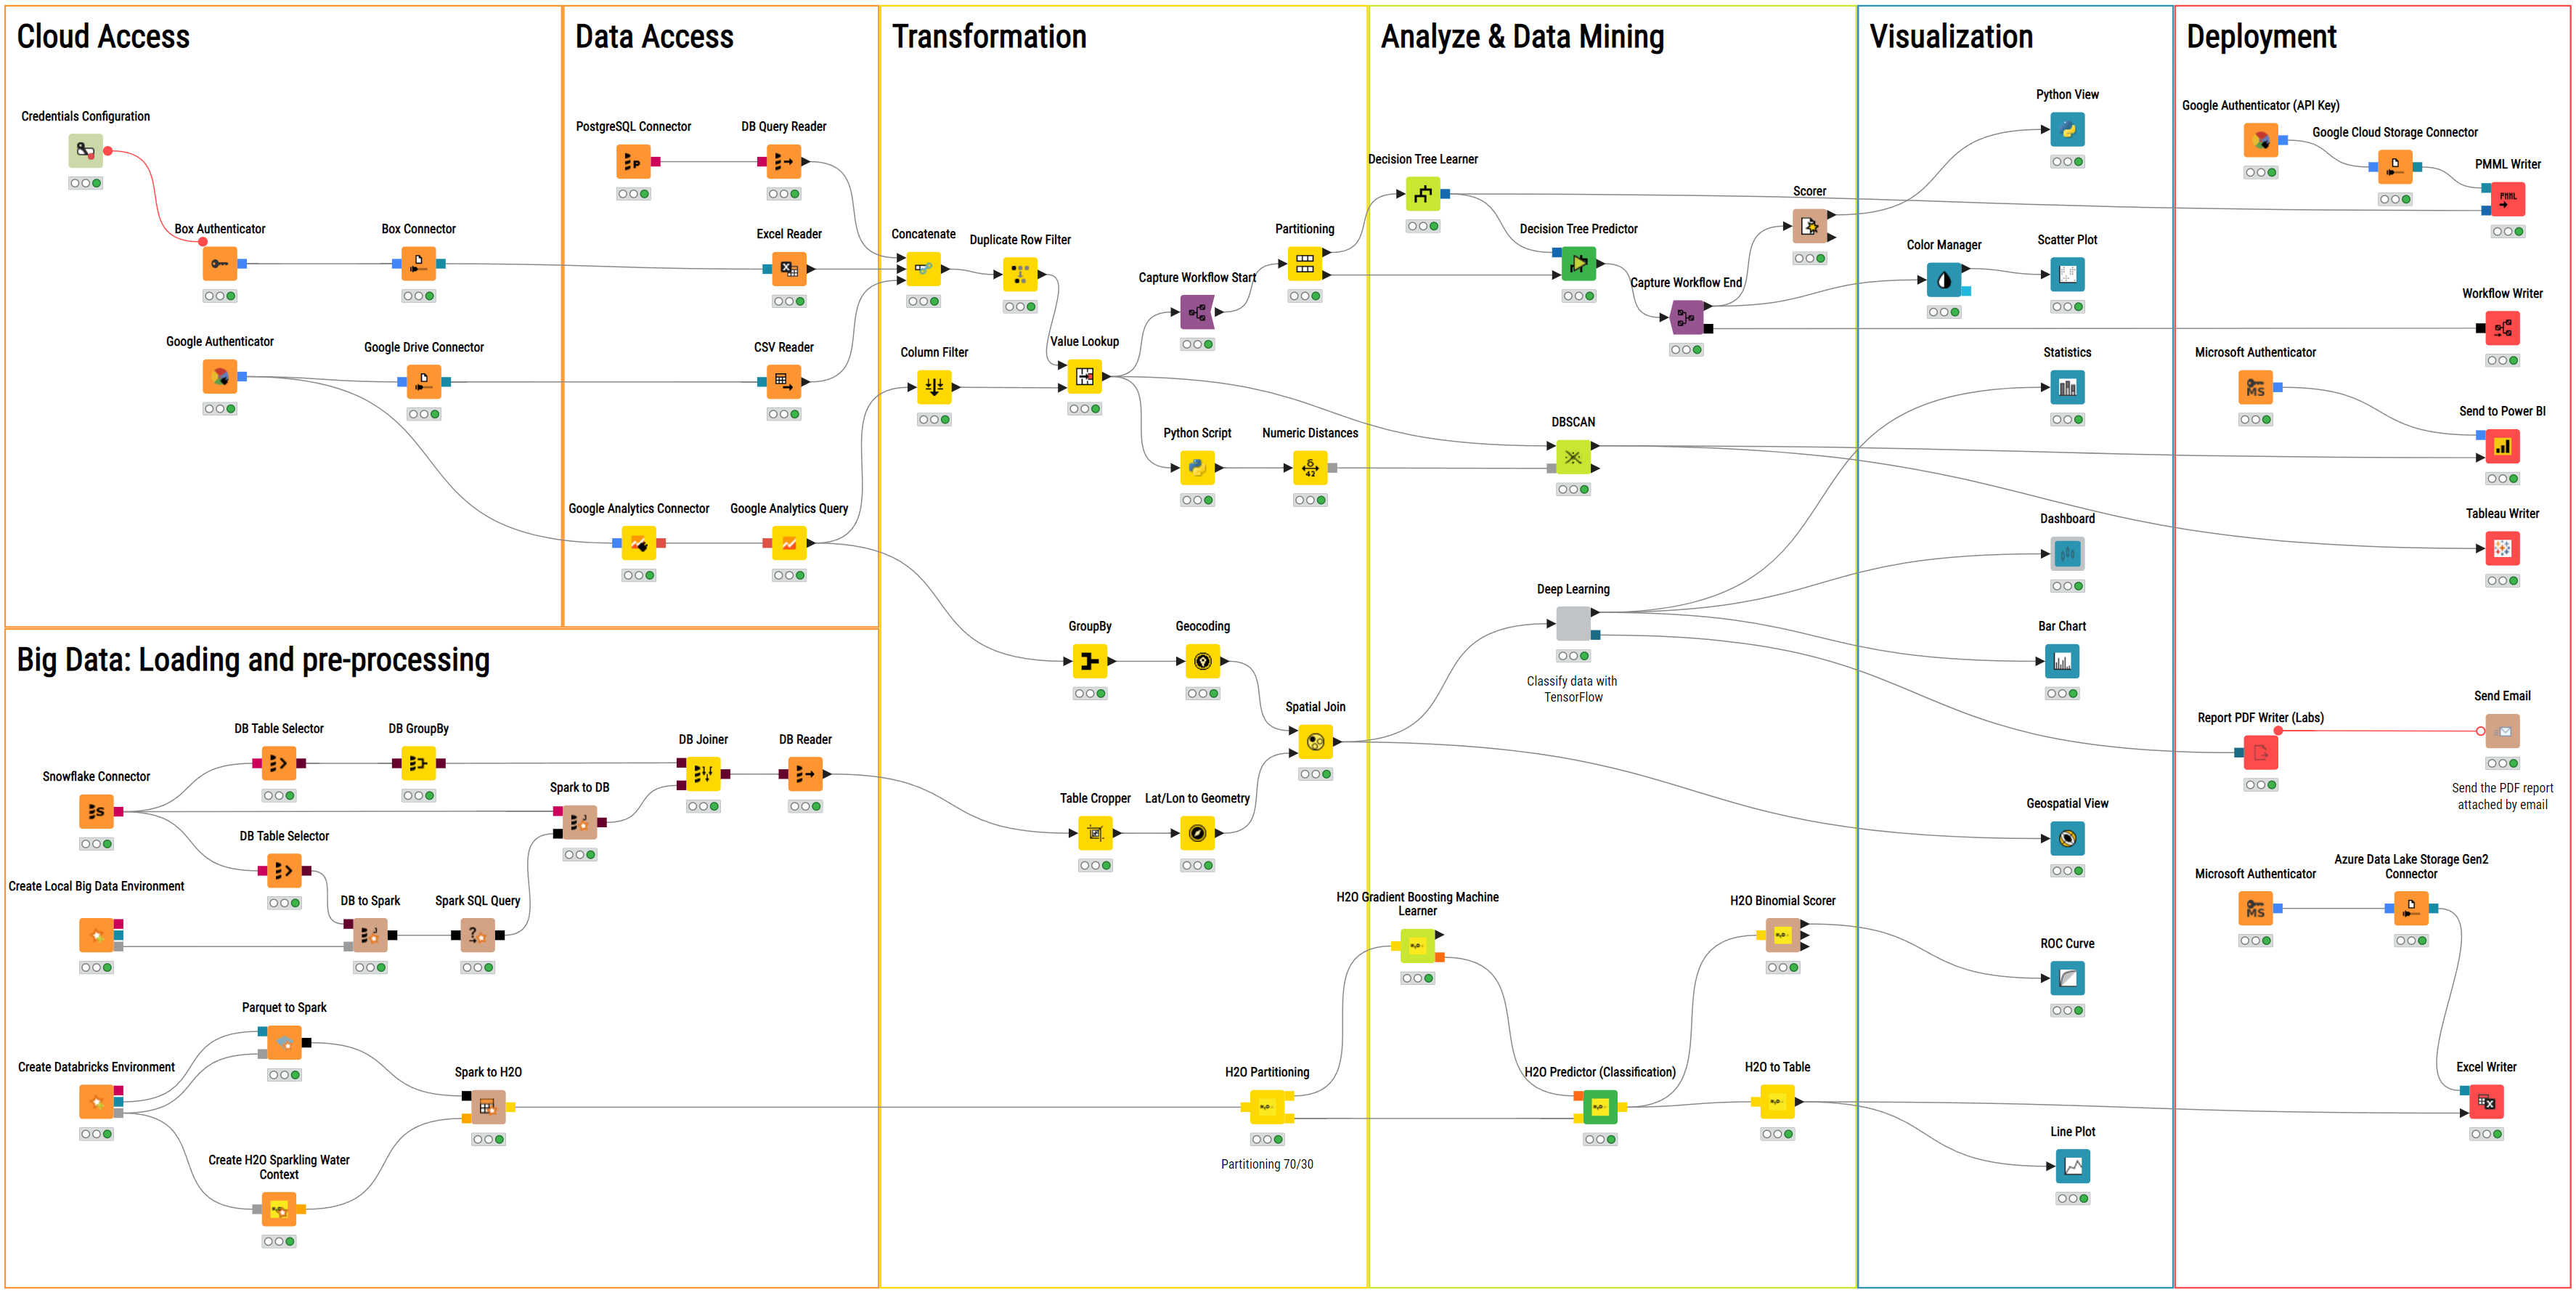 Cloud Access
Credentials Configuration
Box Authenticator
Box Connector
Google Authenticator
Google Drive Connector
Data Access
PostgreSQL Connector
DB Query Reader
Excel Reader
CSV Reader
Google Analytics Connector
Google Analytics Query
Big Data: Loading and pre-processing
DB Table Selector
DB GroupBy
DB Joiner
DB Reader
Snowflake Connector
Spark to DB
DB Table Selector
Create Local Big Data Environment
DB to Spark
Spark SQL Query
Parquet to Spark
Create Databricks Environment
Spark to H2O
Create H2O Sparkling Water
Context
Transformation
Concatenate
Duplicate Row Filter
Partitioning
Capture Workflow Start
Column Filter
Value Lookup
Python Script
Numeric Distances
GroupBy
Geocoding
Spatial Join
Table Cropper
Lat/Lon to Geometry
H2O Partitioning
Partitioning 70/30
Analyze & Data Mining
Decision Tree Learner
Scorer
Decision Tree Predictor
Capture Workflow End
DBSCAN
Deep Learning
Classify data with
TensorFlow
H2O Gradient Boosting Machine
Learner
H2O Binomial Scorer
H2O Predictor (Classification)
H2O to Table
Visualization
Python View
Color Manager
Scatter Plot
Statistics
Dashboard
Bar Chart
Geospatial View
ROC Curve
Line Plot
Deployment
Google Authenticator (API Key)
Google Cloud Storage Connector
PMML Writer
PMML
Workflow Writer
Microsoft Authenticator
MS
Send to Power BI
Tableau Writer
Send Email
Report PDF Writer (Labs)
Send the PDF report
attached by email
Azure Data Lake Storage Gen2
Connector
Microsoft Authenticator
MS
Excel Writer